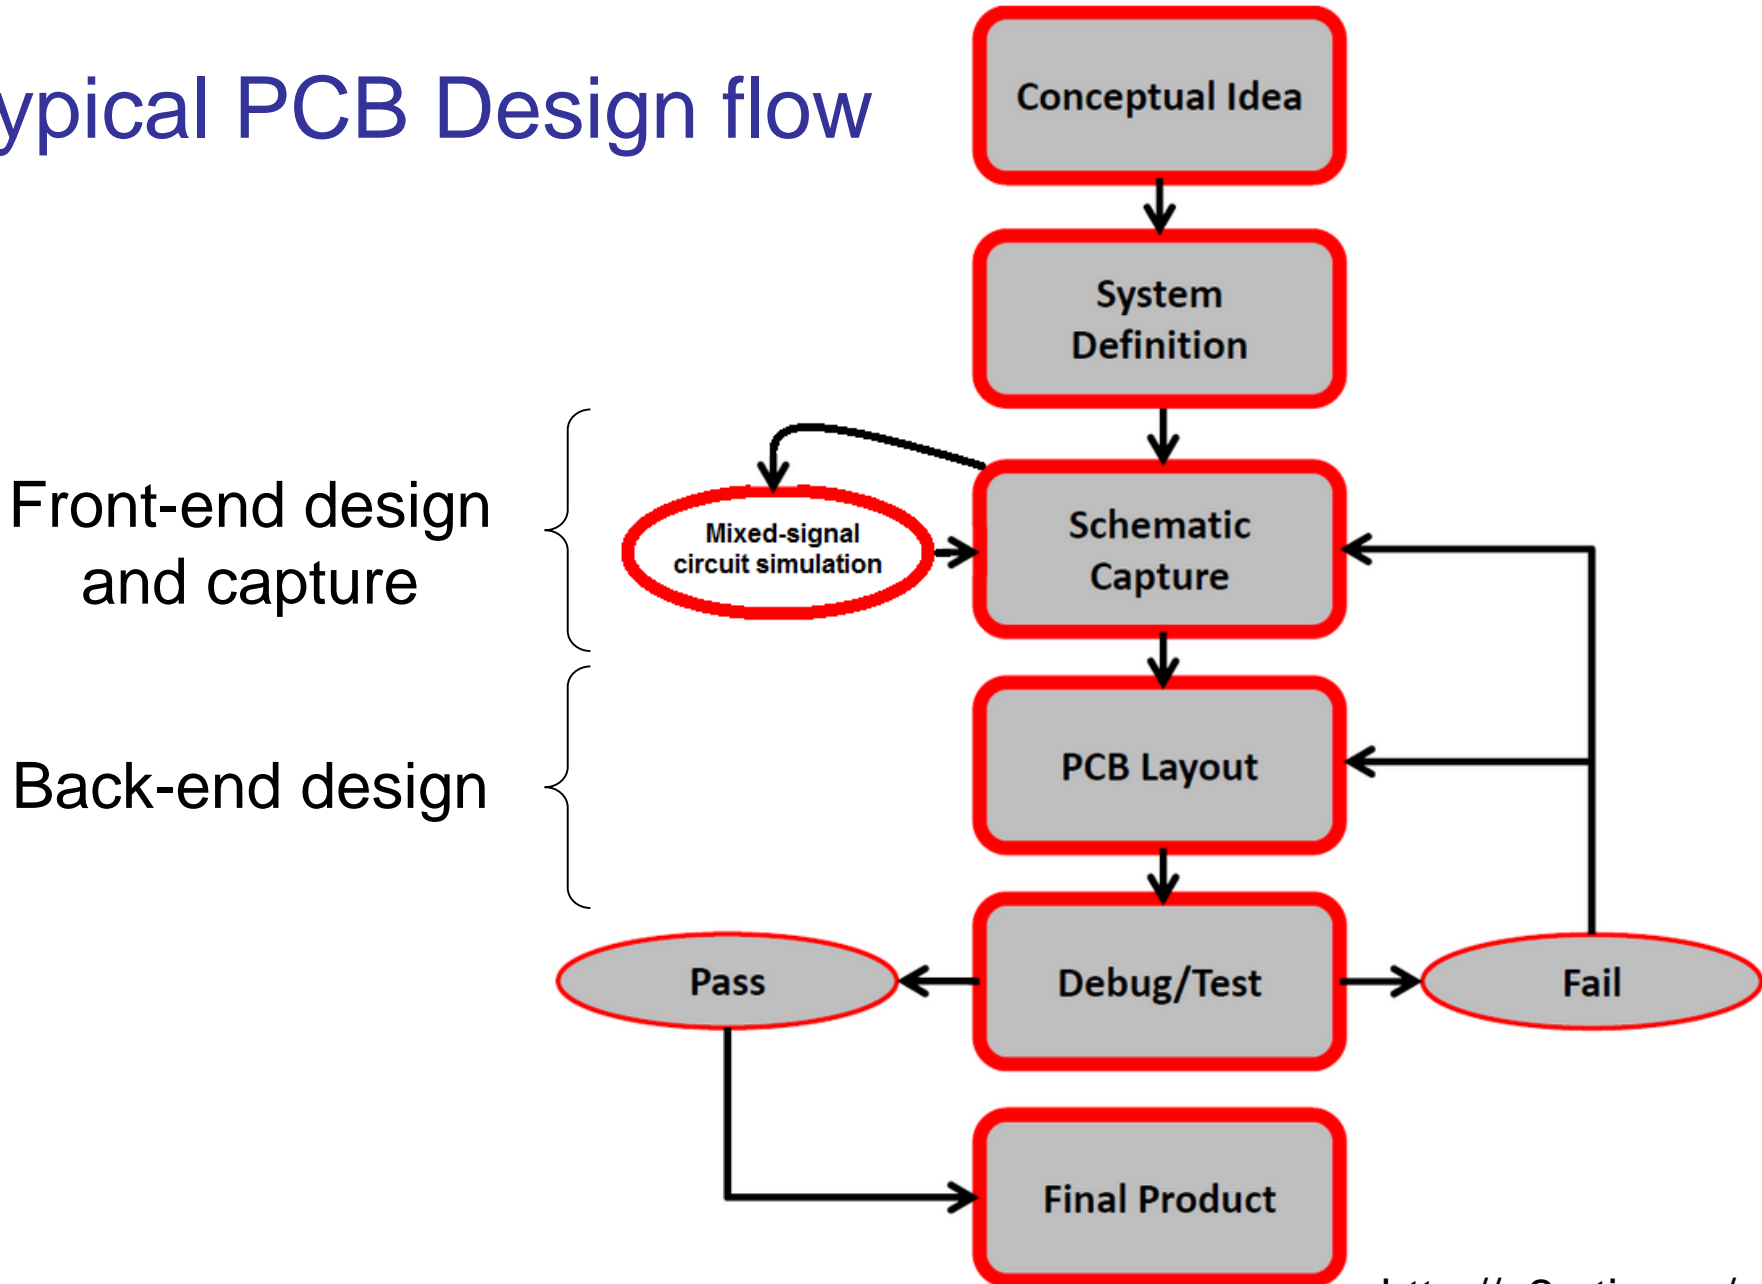 ypical PCB Design flow
Conceptual Idea
System
Definition
Front-end design
and capture
Mixed-signal
circuit simulation
Schematic
Capture
Back-end design
PCB Layout
Pass
Debug/Test
Fail
Final Product